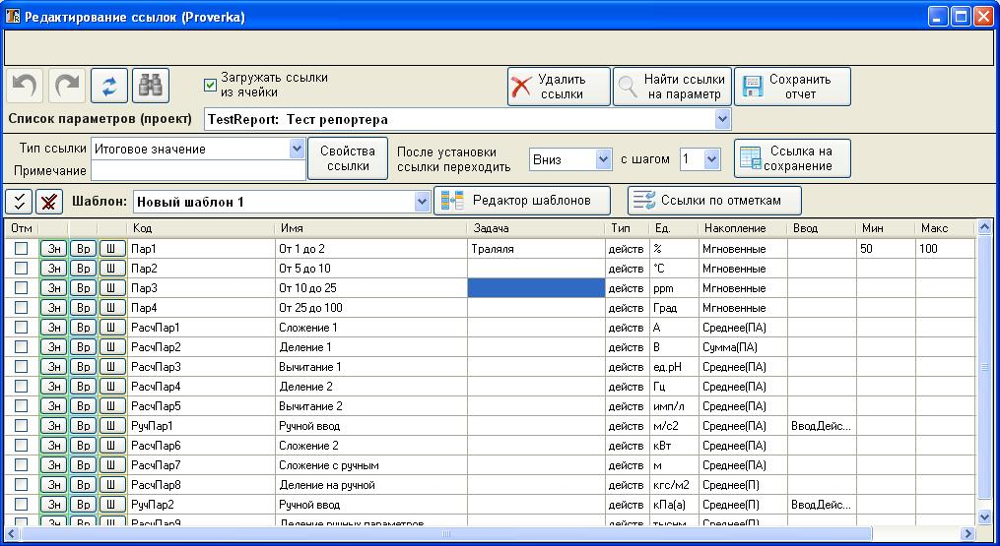 Редактирование ссылок (Proverka)
Загружать ссылки
из ячейки
Удалить
ссылки
Найти ссылки
на параметр
Сохранить
отчет
Список параметров (проект) TestReport: Тест репортера
Тип ссылки Итоговое значение
Примечание
Свойства
ссылки
После установки
ссылки переходить
Вниз с шагом 1
Ссылка на
сохранение
Шаблон: Новый шаблон 1 Редактор шаблонов Ссылки по отметкам
Отм Код Имя Задача Тип Ед. Накопление Ввод Мин Макс
Зн Вр Ш Пар1 От 1 до 2 Траляля действ % Мгновенные 50 100
Зн Вр Ш Пар2 От 5 до 10 действ °C Мгновенные
Зн Вр Ш Пар3 От 10 до 25 действ ppm Мгновенные
Зн Вр Ш Пар4 От 25 до 100 действ Град Мгновенные
Зн Вр Ш РасчПар1 Сложение 1 действ А Среднее(ПА)
Зн Вр Ш РасчПар2 Деление 1 действ В Сумма(ПА)
Зн Вр Ш РасчПар3 Вычитание 1 действ ед.pH Среднее(ПА)
Зн Вр Ш РасчПар4 Деление 2 действ Гц Среднее(ПА)
Зн Вр Ш РасчПар5 Вычитание 2 действ имп/л Среднее(ПА)
Зн Вр Ш РучПар1 Ручной ввод действ м/с2 Среднее(ПА) ВводДейс...
Зн Вр Ш РасчПар6 Сложение 2 действ кВт Среднее(ПА)
Зн Вр Ш РасчПар7 Сложение с ручным действ м Среднее(ПА)
Зн Вр Ш РасчПар8 Деление на ручной действ кгс/м2 Среднее(П)
Зн Вр Ш РучПар2 Ручной ввод действ кПа(а) Среднее(П) ВводДейс...
Зн Вр Ш РасчПар9 Деление ручных параметров действ тыснм Среднее(П)